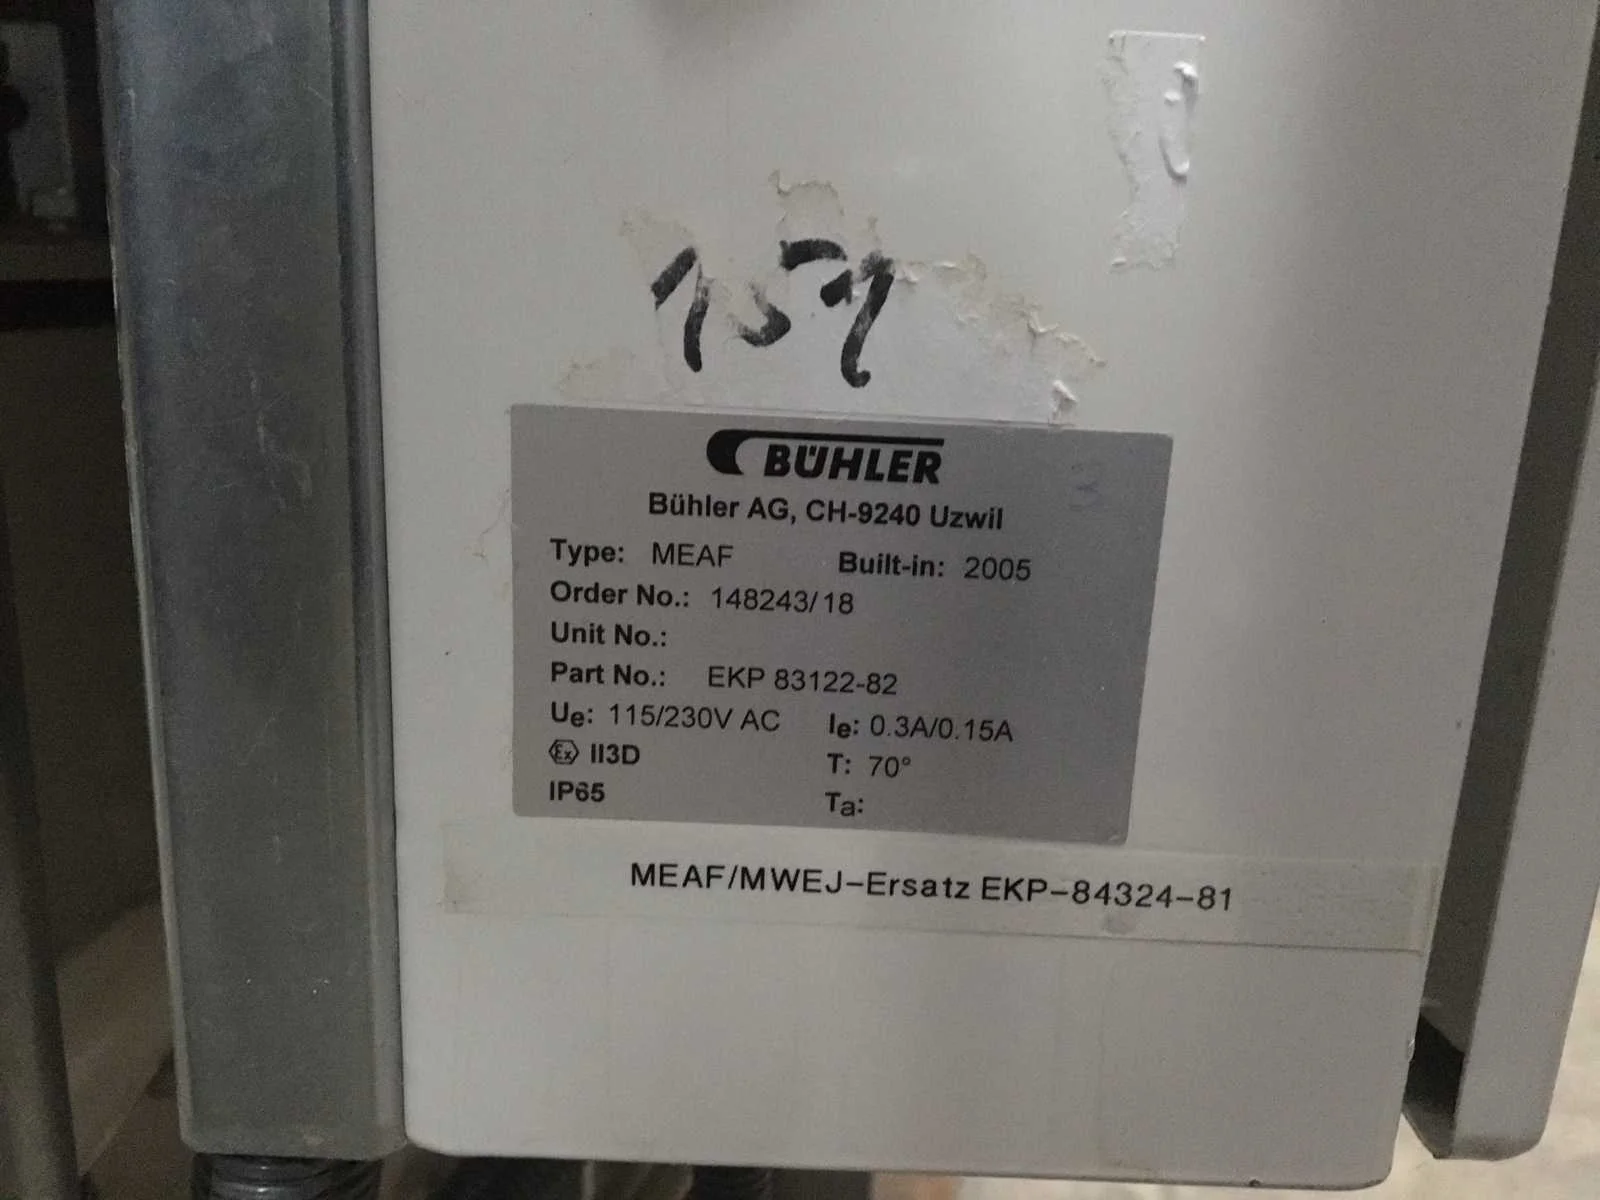 BÜHLER
Bühler AG, CH-9240 Uzwil
Type: MEAF Built-in: 2005
Order No.: 148243/18
Unit No.:
Part No.: EKP 83122-82
Ue: 115/230V AC Ie: 0.3A/0.15A
Ex II3D T: 70°
IP65 Ta:
MEAF/MWEJ-Ersatz EKP-84324-81